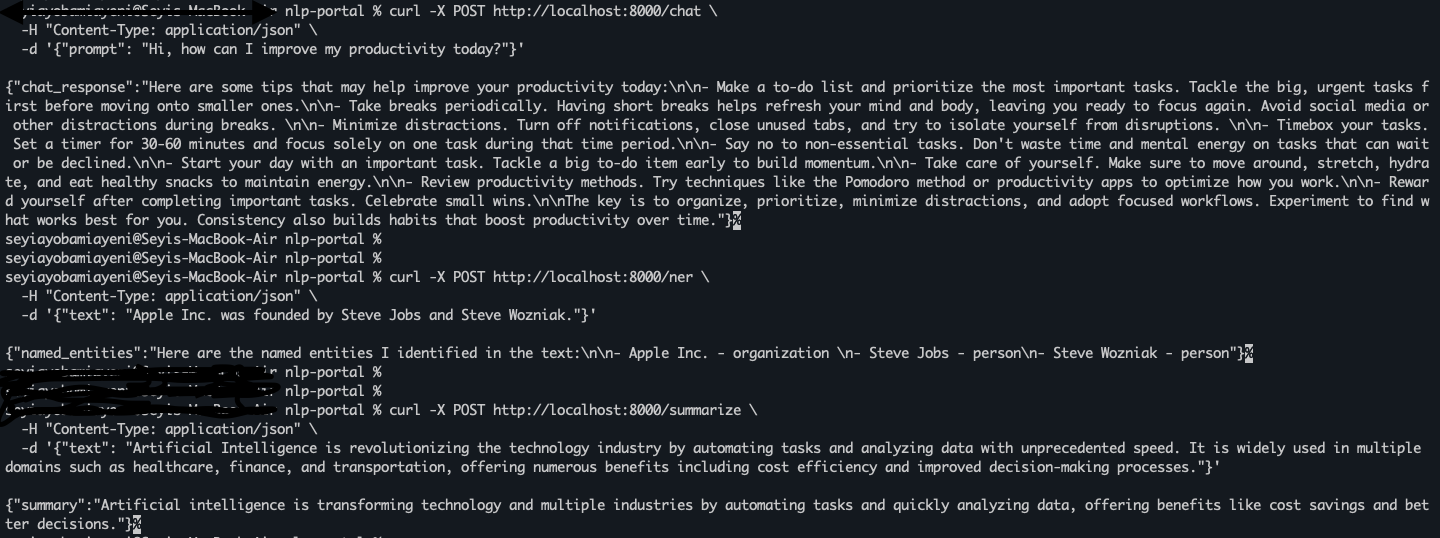 nlp-portal % curl -X POST http://localhost:8000/chat \
-H "Content-Type: application/json" \
-d '{"prompt": "Hi, how can I improve my productivity today?"}'
{"chat_response":"Here are some tips that may help improve your productivity today:\n\n- Make a to-do list and prioritize the most important tasks. Tackle the big, urgent tasks f
irst before moving onto smaller ones.\n\n- Take breaks periodically. Having short breaks helps refresh your mind and body, leaving you ready to focus again. Avoid social media or
other distractions during breaks. \n\n- Minimize distractions. Turn off notifications, close unused tabs, and try to isolate yourself from disruptions. \n\n- Timebox your tasks.
Set a timer for 30-60 minutes and focus solely on one task during that time period.\n\n- Say no to non-essential tasks. Don't waste time and mental energy on tasks that can wait
or be declined.\n\n- Start your day with an important task. Tackle a big to-do item early to build momentum.\n\n- Take care of yourself. Make sure to move around, stretch, hydra
te, and eat healthy snacks to maintain energy.\n\n- Review productivity methods. Try techniques like the Pomodoro method or productivity apps to optimize how you work.\n\n- Rewar
d yourself after completing important tasks. Celebrate small wins.\n\nThe key is to organize, prioritize, minimize distractions, and adopt focused workflows. Experiment to find w
hat works best for you. Consistency also builds habits that boost productivity over time."}%
seyiayobamiayeni@Seyis-MacBook-Air nlp-portal %
seyiayobamiayeni@Seyis-MacBook-Air nlp-portal %
seyiayobamiayeni@Seyis-MacBook-Air nlp-portal % curl -X POST http://localhost:8000/ner \
-H "Content-Type: application/json" \
-d '{"text": "Apple Inc. was founded by Steve Jobs and Steve Wozniak."}'
{"named_entities":"Here are the named entities I identified in the text:\n\n- Apple Inc. - organization \n- Steve Jobs - person\n- Steve Wozniak - person"}%
nlp-portal %
nlp-portal %
nlp-portal % curl -X POST http://localhost:8000/summarize \
-H "Content-Type: application/json" \
-d '{"text": "Artificial Intelligence is revolutionizing the technology industry by automating tasks and analyzing data with unprecedented speed. It is widely used in multiple
domains such as healthcare, finance, and transportation, offering numerous benefits including cost efficiency and improved decision-making processes."}'
{"summary":"Artificial intelligence is transforming technology and multiple industries by automating tasks and quickly analyzing data, offering benefits like cost savings and bet
ter decisions."}%